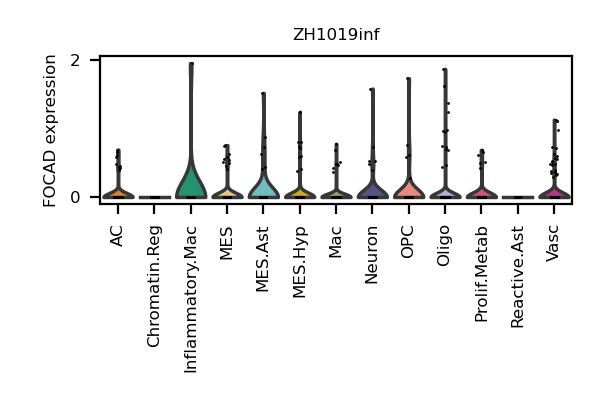 ZH1019inf
FOCAD expression
2
0
AC
Chromatin.Reg
Inflammatory.Mac
MES
MES.Ast
MES.Hyp
Mac
Neuron
OPC
Oligo
Prolif.Metab
Reactive.Ast
Vasc